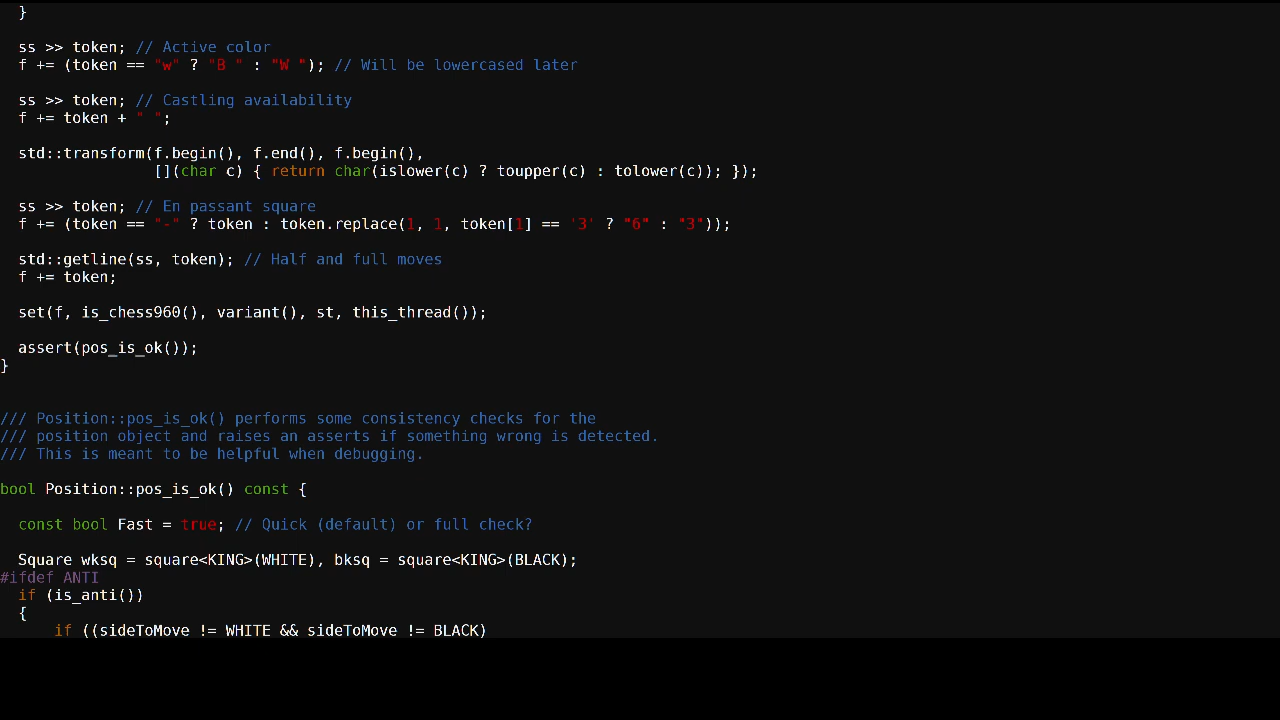 }
ss >> token; // Active color
f += (token == "w" ? "B " : "W "); // Will be lowercased later
ss >> token; // Castling availability
f += token + " ";
std::transform(f.begin(), f.end(), f.begin(),
[](char c) { return char(islower(c) ? toupper(c) : tolower(c)); });
ss >> token; // En passant square
f += (token == "-" ? token : token.replace(1, 1, token[1] == '3' ? "6" : "3"));
std::getline(ss, token); // Half and full moves
f += token;
set(f, is_chess960(), variant(), st, this_thread());
assert(pos_is_ok());
}
/// Position::pos_is_ok() performs some consistency checks for the
/// position object and raises an asserts if something wrong is detected.
/// This is meant to be helpful when debugging.
bool Position::pos_is_ok() const {
const bool Fast = true; // Quick (default) or full check?
Square wksq = square<KING>(WHITE), bksq = square<KING>(BLACK);
#ifdef ANTI
if (is_anti())
{
if ((sideToMove != WHITE && sideToMove != BLACK)